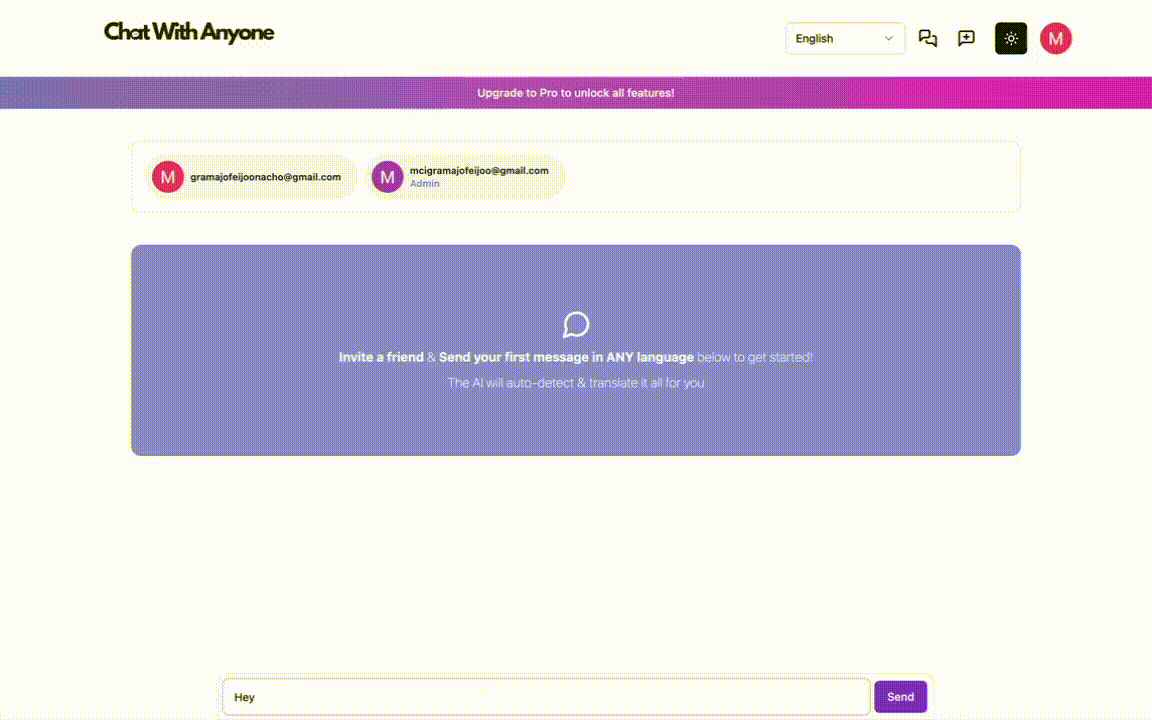 Chat With Anyone
English
M
Upgrade to Pro to unlock all features!
M
gramajofeijoonacho@gmail.com
M
mcigramajofeijoo@gmail.com
Admin
Invite a friend & Send your first message in ANY language below to get started!
The AI will auto-detect & translate it all for you
Hey
Send